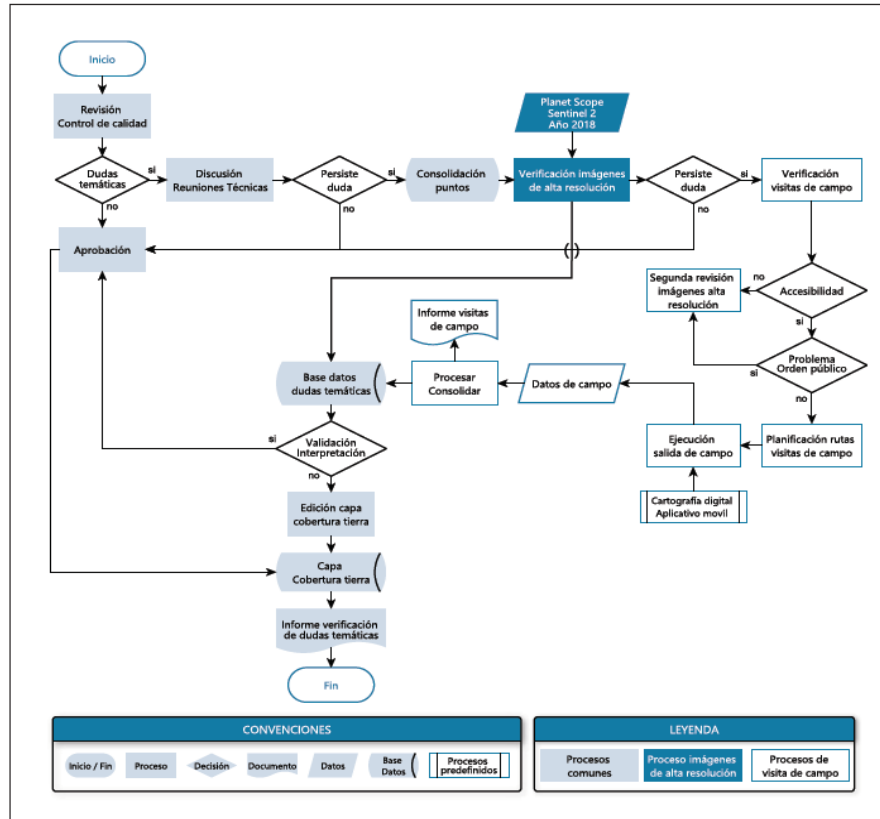 Inicio
Revisión
Control de calidad
Planet Scope
Sentinel 2
Año 2018
Dudas
temáticas
si
no
Discusión
Reuniones Técnicas
Persiste
duda
si
no
Consolidación
puntos
Verificación imágenes
de alta resolución
Persiste
duda
si
no
Verificación
visitas de campo
Aprobación
Accesibilidad
no
si
Segunda revisión
imágenes alta
resolución
Informe visitas
de campo
Problema
Orden público
si
no
Base datos
dudas temáticas
Procesar
Consolidar
Datos de campo
Validación
Interpretación
si
no
Ejecución
salida de campo
Planificación rutas
visitas de campo
Cartografía digital
Aplicativo movil
Edición capa
cobertura tierra
Capa
Cobertura tierra
Informe verificación
de dudas temáticas
Fin
CONVENCIONES
Inicio / Fin
Proceso
Decisión
Documento
Datos
Base
Datos
Procesos
predefinidos
LEYENDA
Procesos
comunes
Proceso imágenes
de alta resolución
Procesos de
visita de campo